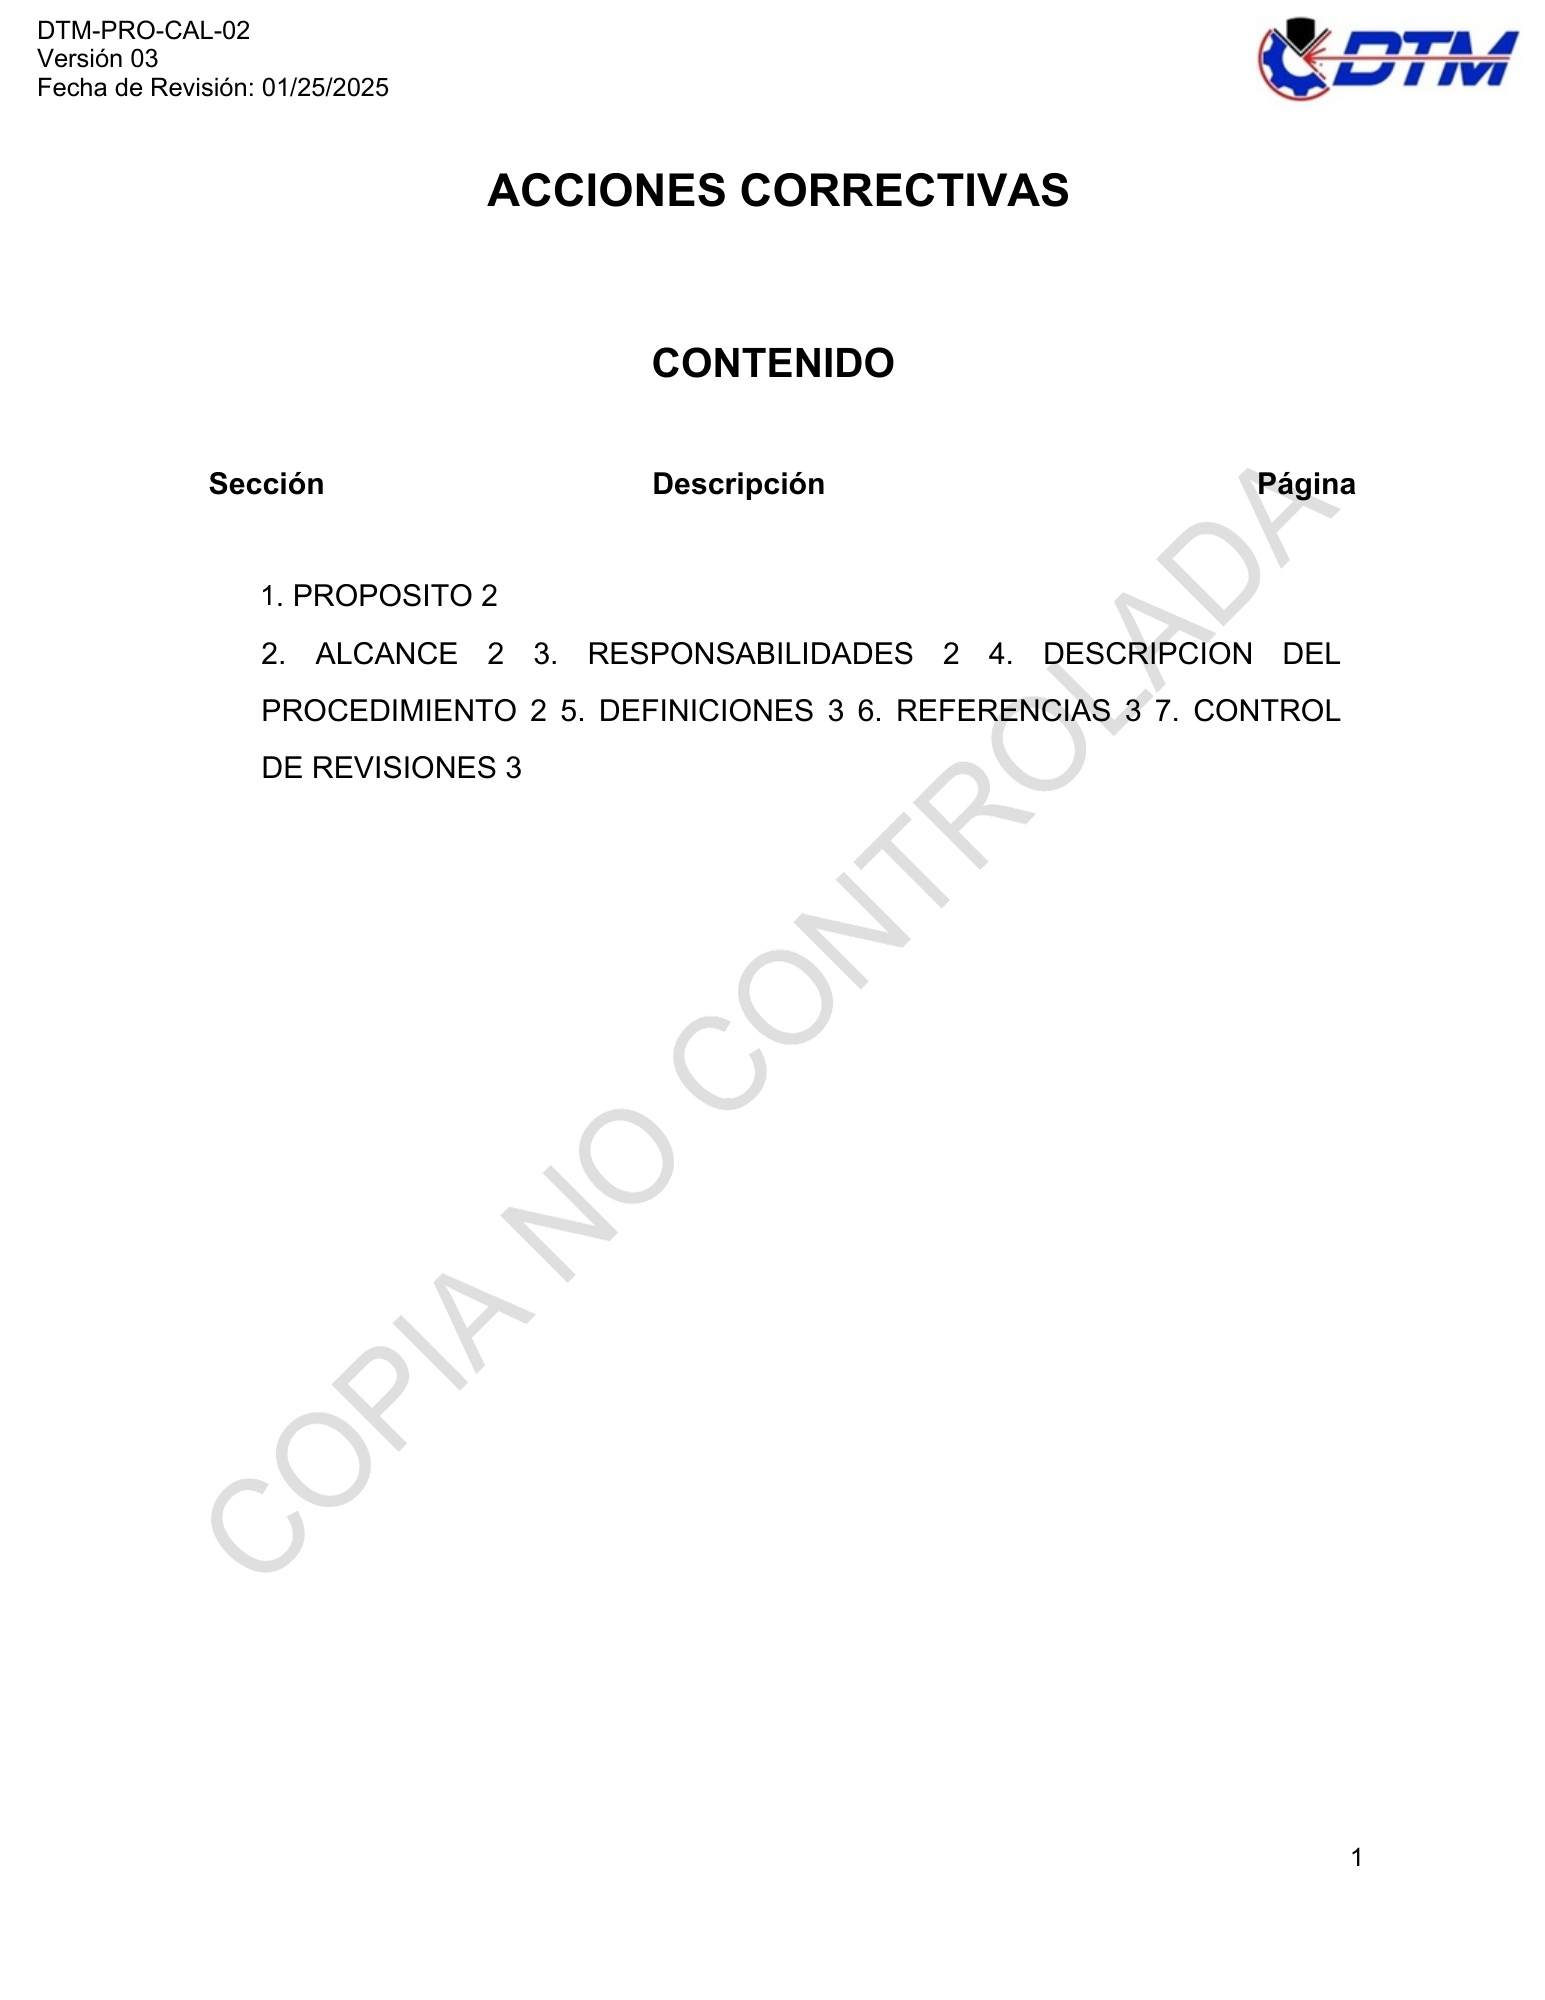 DTM-PRO-CAL-02
Versión 03
Fecha de Revisión: 01/25/2025
DTM
ACCIONES CORRECTIVAS
CONTENIDO
Sección Descripción Página
1. PROPOSITO 2
2. ALCANCE 2 3. RESPONSABILIDADES 2 4. DESCRIPCION DEL
PROCEDIMIENTO 2 5. DEFINICIONES 3 6. REFERENCIAS 3 7. CONTROL
DE REVISIONES 3
COPIA NO CONTROLADA
1